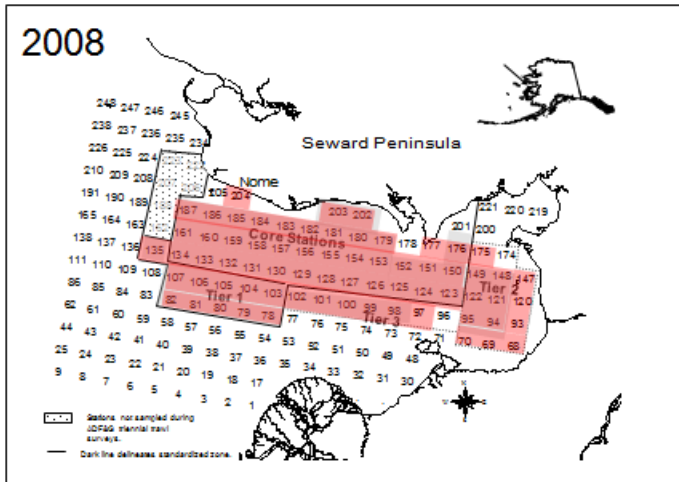 2008
Seward Peninsula
Nome
248 247 246 245
238 237 236 235 234
226 225 224
210 209 208
191 190 189
165 164 163
138 137 136 135
111 110 109 108
86 85 84 83
62 61 60 59 58 57 56 55 54 53 52 51 50 49 48
44 43 42 41 40 39 38 37 36 35 34 33 32 31 30
25 24 23 22 21 20 19 18 17
9 8 7 6 5 4 3 2 1
205 204
203 202
201 200
221 220 219
187 186 185 184 183 182 181 180 179 178 177 176 175 174
Core Stations
161 160 159 158 157 156 155 154 153 152 151 150 149 148 147
134 133 132 131 130 129 128 127 126 125 124 123 122 121 120
Tier 2
107 106 105 104 103 102 101 100 99 98 97 96 95 94 93
Tier 1
Tier 3
82 81 80 79 78 77 76 75 74 73 72 71 70 69 68
Stations not sampled during
ADF&G triennial trawl
surveys.
Dark line delineates standardized zone.